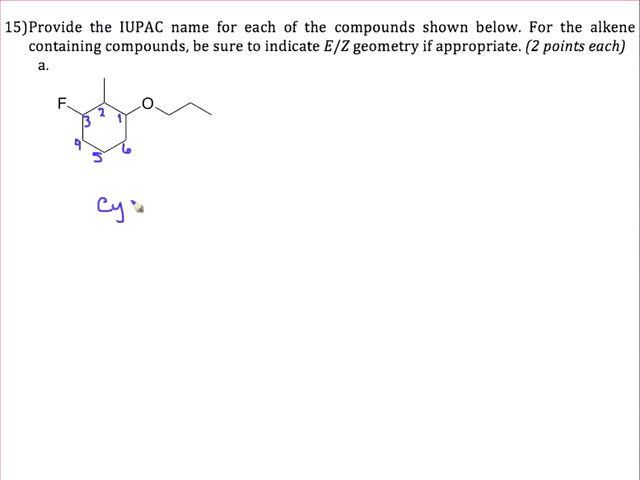 15)Provide the IUPAC name for each of the compounds shown below. For the alkene
containing compounds, be sure to indicate E/Z geometry if appropriate. (2 points each)
a.
F
O
2
3
1
4
5
6
Cy